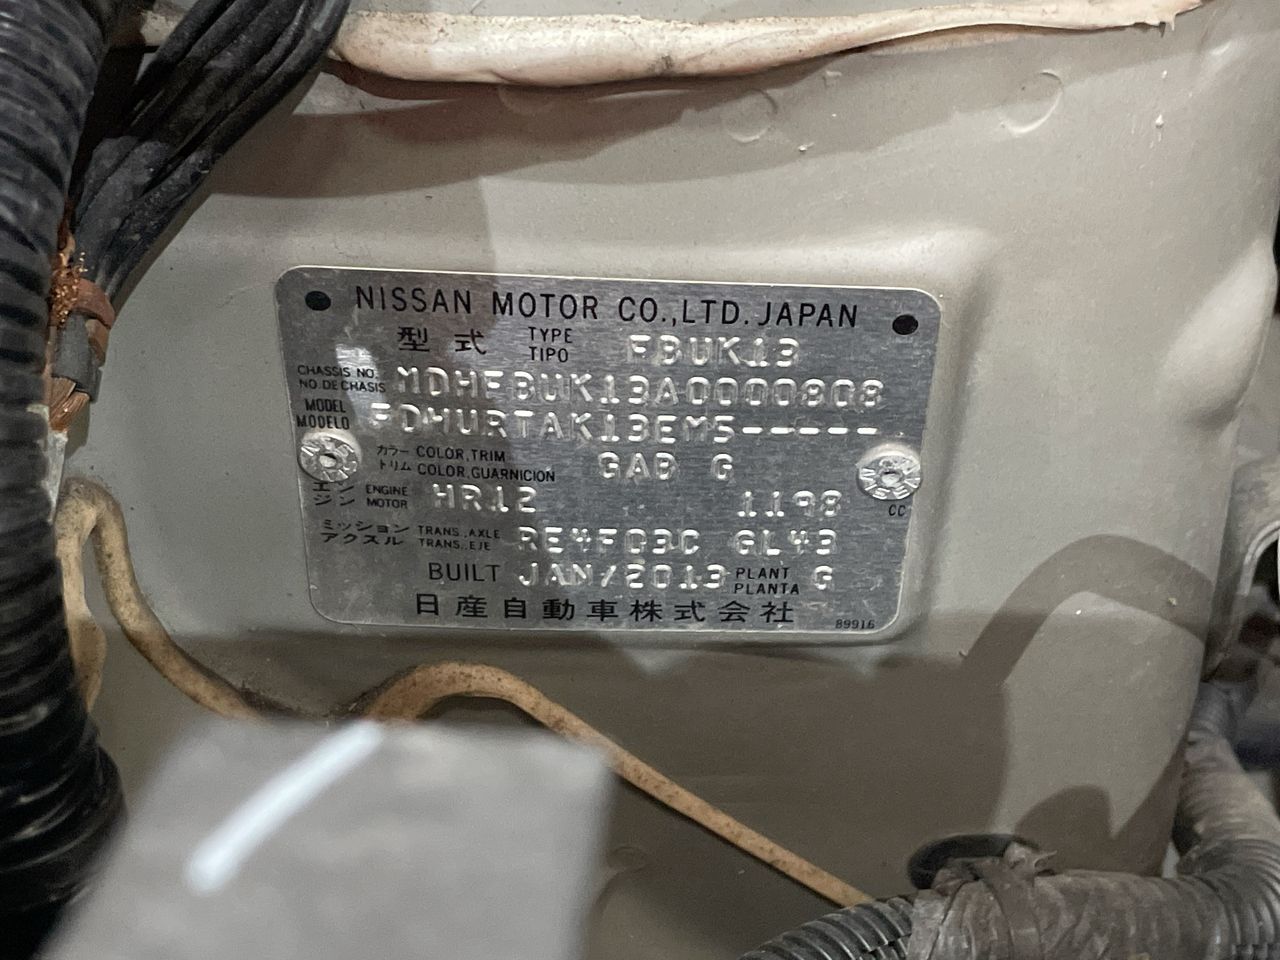 NISSAN MOTOR CO.,LTD. JAPAN
型式 TYPE TIPO FBUK13
CHASSIS NO. NO DE CHASIS MDHFBUK13A0000808
MODEL MODELO FDMURTAK13EM5-----
カラー トリム COLOR,TRIM COLOR,GUARNICION GAB G
エンジン ENGINE MOTOR HR12 1198 CC
ミッション アクスル TRANS.,AXLE TRANS.,EJE RE4F03C GL43
BUILT JAN/2013 PLANT PLANTA G
日産自動車株式会社 89916